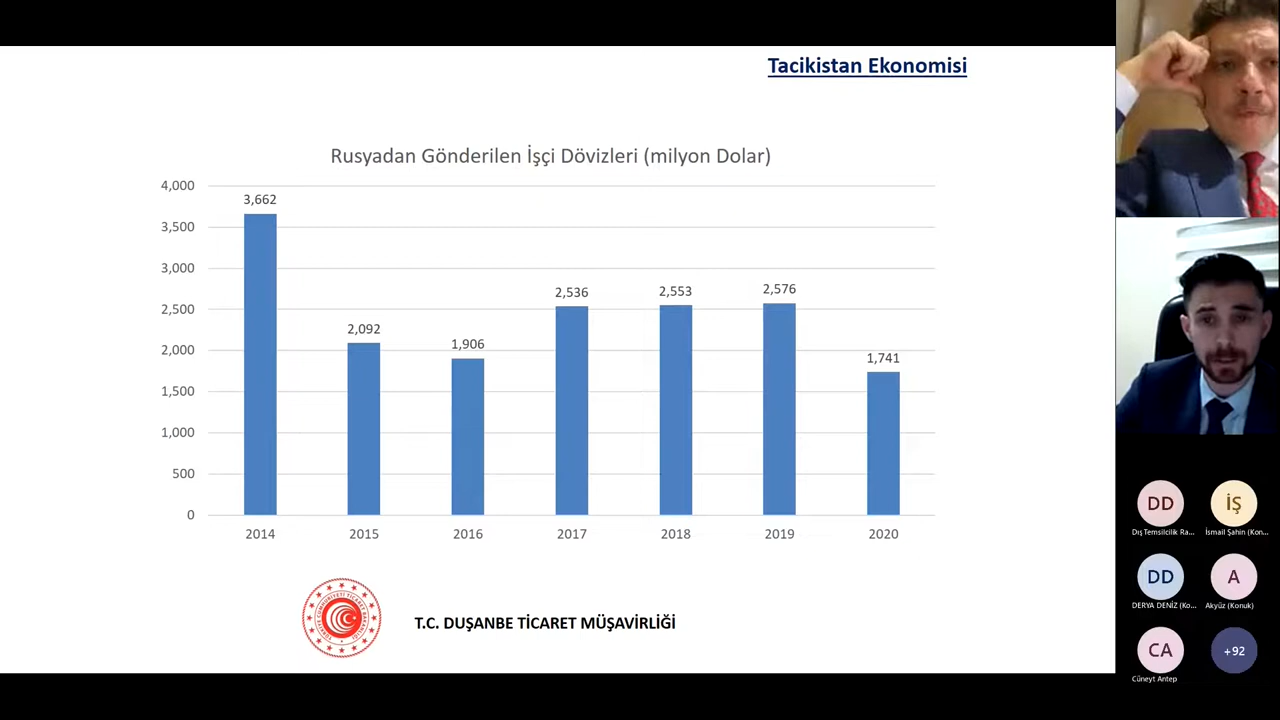 Tacikistan Ekonomisi
Rusyadan Gönderilen İşçi Dövizleri (milyon Dolar)
4,000
3,500
3,000
2,500
2,000
1,500
1,000
500
0
3,662
2,092
1,906
2,536
2,553
2,576
1,741
2014 2015 2016 2017 2018 2019 2020
T.C. DUŞANBE TİCARET MÜŞAVİRLİĞİ
DD
İŞ
Dış Temsilcilik Ra...
İsmail Şahin (Kon...
DD
A
DERYA DENİZ (Ko...
Akyüz (Konuk)
CA
+92
Cüneyt Antep